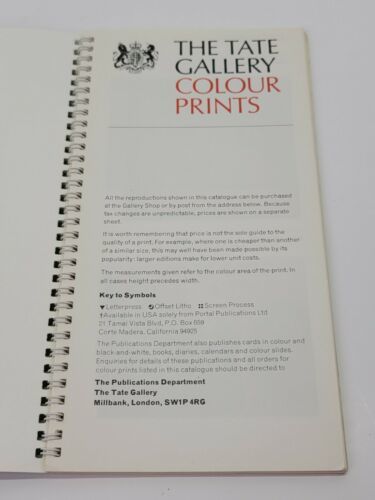 THE TATE
GALLERY
COLOUR
PRINTS
All the reproductions shown in this catalogue can be purchased
at the Gallery Shop or by post from the address below. Because
tax changes are unpredictable, prices are shown on a separate
sheet.
It is worth remembering that price is not the sole guide to the
quality of a print. For example, where one is cheaper than another
of a similar size, this may well have been made possible by its
popularity: larger editions make for lower unit costs.
The measurements given refer to the colour area of the print. In
all cases height precedes width.
Key to Symbols
▼Letterpress Offset Litho Screen Process
†Available in USA solely from Portal Publications Ltd
21 Tamal Vista Blvd, P.O. Box 659
Corte Madera, California 94925
The Publications Department also publishes cards in colour and
black-and-white, books, diaries, calendars and colour slides.
Enquiries for details of these publications and all orders for
colour prints listed in this catalogue should be directed to
The Publications Department
The Tate Gallery
Millbank, London, SW1P 4RG